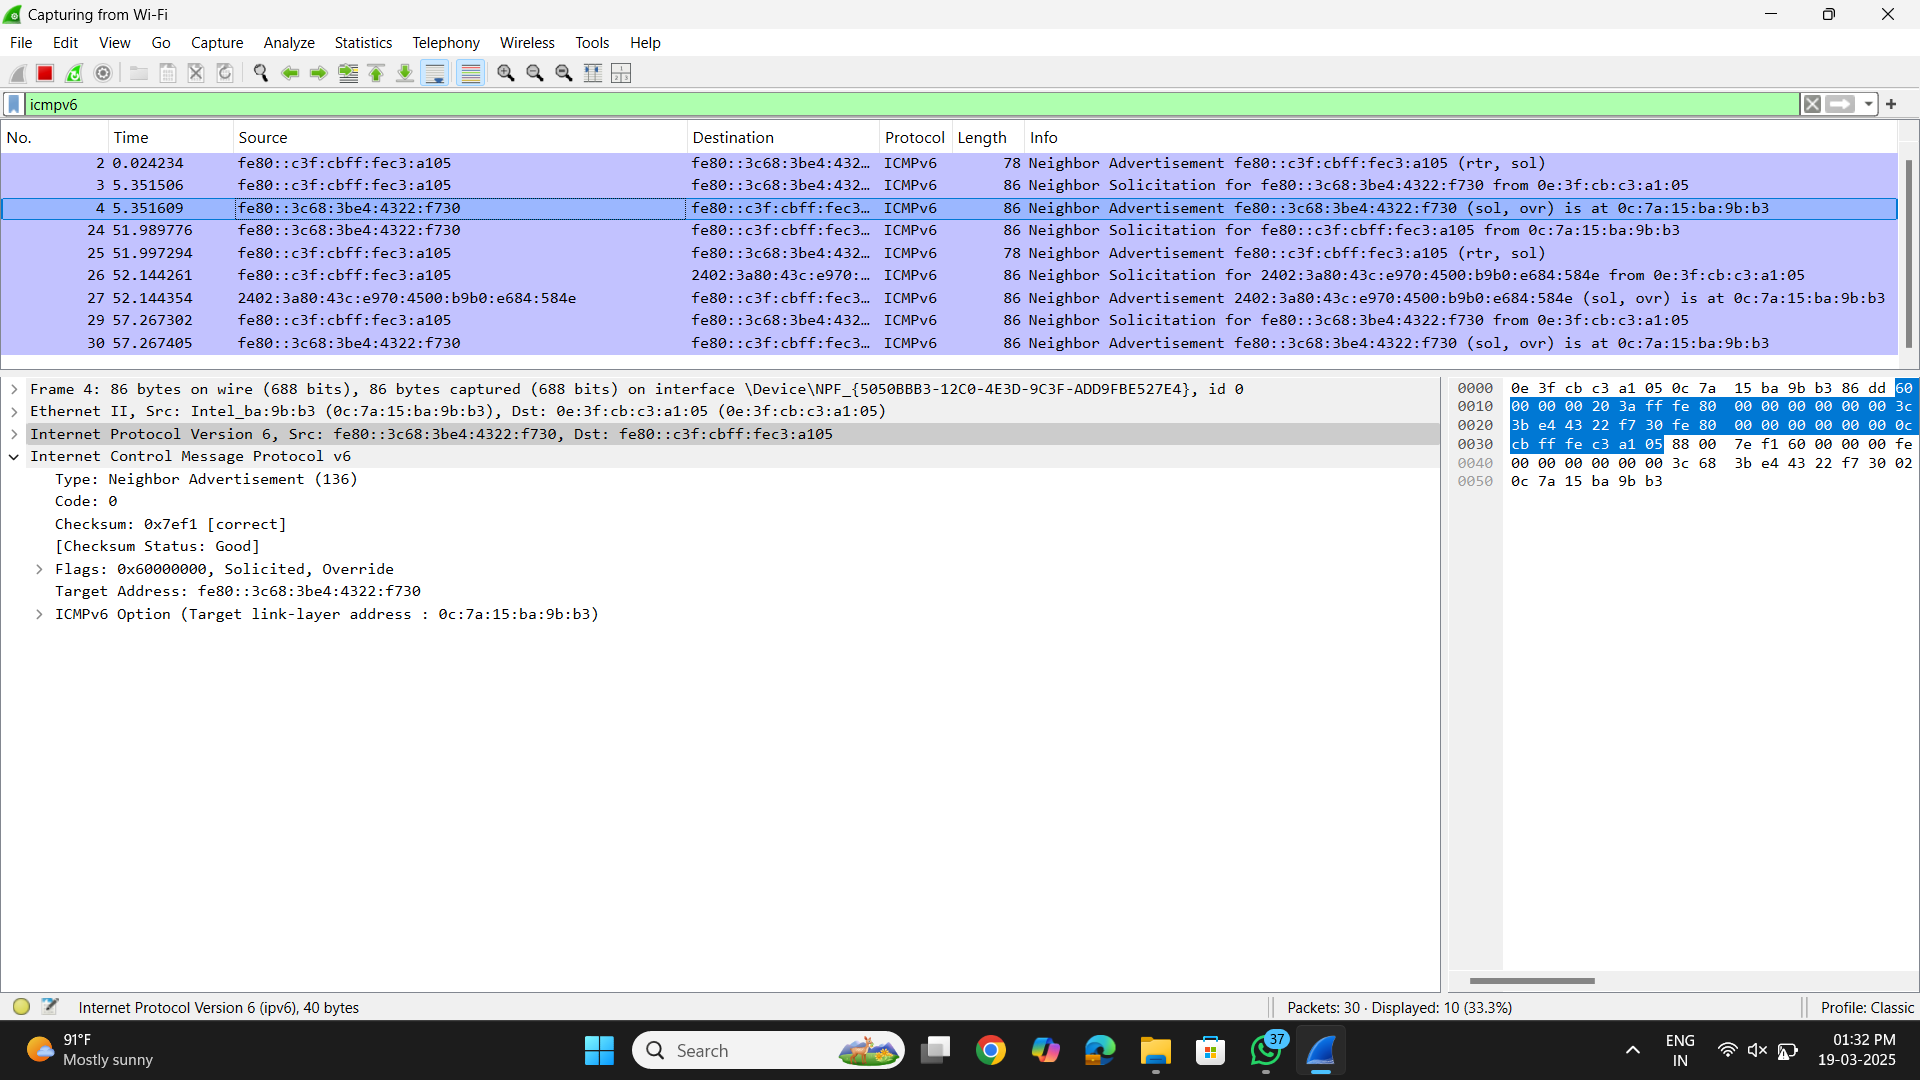 Capturing from Wi-Fi
File Edit View Go Capture Analyze Statistics Telephony Wireless Tools Help
icmpv6
No. Time Source Destination Protocol Length Info
2 0.024234 fe80::c3f:cbff:fec3:a105 fe80::3c68:3be4:432… ICMPv6 78 Neighbor Advertisement fe80::c3f:cbff:fec3:a105 (rtr, sol)
3 5.351506 fe80::c3f:cbff:fec3:a105 fe80::3c68:3be4:432… ICMPv6 86 Neighbor Solicitation for fe80::3c68:3be4:4322:f730 from 0e:3f:cb:c3:a1:05
4 5.351609 fe80::3c68:3be4:4322:f730 fe80::c3f:cbff:fec3… ICMPv6 86 Neighbor Advertisement fe80::3c68:3be4:4322:f730 (sol, ovr) is at 0c:7a:15:ba:9b:b3
24 51.989776 fe80::3c68:3be4:4322:f730 fe80::c3f:cbff:fec3… ICMPv6 86 Neighbor Solicitation for fe80::c3f:cbff:fec3:a105 from 0c:7a:15:ba:9b:b3
25 51.997294 fe80::c3f:cbff:fec3:a105 fe80::3c68:3be4:432… ICMPv6 78 Neighbor Advertisement fe80::c3f:cbff:fec3:a105 (rtr, sol)
26 52.144261 fe80::c3f:cbff:fec3:a105 2402:3a80:43c:e970:… ICMPv6 86 Neighbor Solicitation for 2402:3a80:43c:e970:4500:b9b0:e684:584e from 0e:3f:cb:c3:a1:05
27 52.144354 2402:3a80:43c:e970:4500:b9b0:e684:584e fe80::c3f:cbff:fec3… ICMPv6 86 Neighbor Advertisement 2402:3a80:43c:e970:4500:b9b0:e684:584e (sol, ovr) is at 0c:7a:15:ba:9b:b3
29 57.267302 fe80::c3f:cbff:fec3:a105 fe80::3c68:3be4:432… ICMPv6 86 Neighbor Solicitation for fe80::3c68:3be4:4322:f730 from 0e:3f:cb:c3:a1:05
30 57.267405 fe80::3c68:3be4:4322:f730 fe80::c3f:cbff:fec3… ICMPv6 86 Neighbor Advertisement fe80::3c68:3be4:4322:f730 (sol, ovr) is at 0c:7a:15:ba:9b:b3
Frame 4: 86 bytes on wire (688 bits), 86 bytes captured (688 bits) on interface \Device\NPF_{5050BBB3-12C0-4E3D-9C3F-ADD9FBE527E4}, id 0
Ethernet II, Src: Intel_ba:9b:b3 (0c:7a:15:ba:9b:b3), Dst: 0e:3f:cb:c3:a1:05 (0e:3f:cb:c3:a1:05)
Internet Protocol Version 6, Src: fe80::3c68:3be4:4322:f730, Dst: fe80::c3f:cbff:fec3:a105
Internet Control Message Protocol v6
Type: Neighbor Advertisement (136)
Code: 0
Checksum: 0x7ef1 [correct]
[Checksum Status: Good]
Flags: 0x60000000, Solicited, Override
Target Address: fe80::3c68:3be4:4322:f730
ICMPv6 Option (Target link-layer address : 0c:7a:15:ba:9b:b3)
0000 0e 3f cb c3 a1 05 0c 7a 15 ba 9b b3 86 dd 60
0010 00 00 00 20 3a ff fe 80 00 00 00 00 00 00 3c
0020 3b e4 43 22 f7 30 fe 80 00 00 00 00 00 00 0c
0030 cb ff fe c3 a1 05 88 00 7e f1 60 00 00 00 fe
0040 00 00 00 00 00 00 3c 68 3b e4 43 22 f7 30 02
0050 0c 7a 15 ba 9b b3
Internet Protocol Version 6 (ipv6), 40 bytes
Packets: 30 · Displayed: 10 (33.3%)
Profile: Classic
91°F
Mostly sunny
Search
37
ENG
IN
01:32 PM
19-03-2025